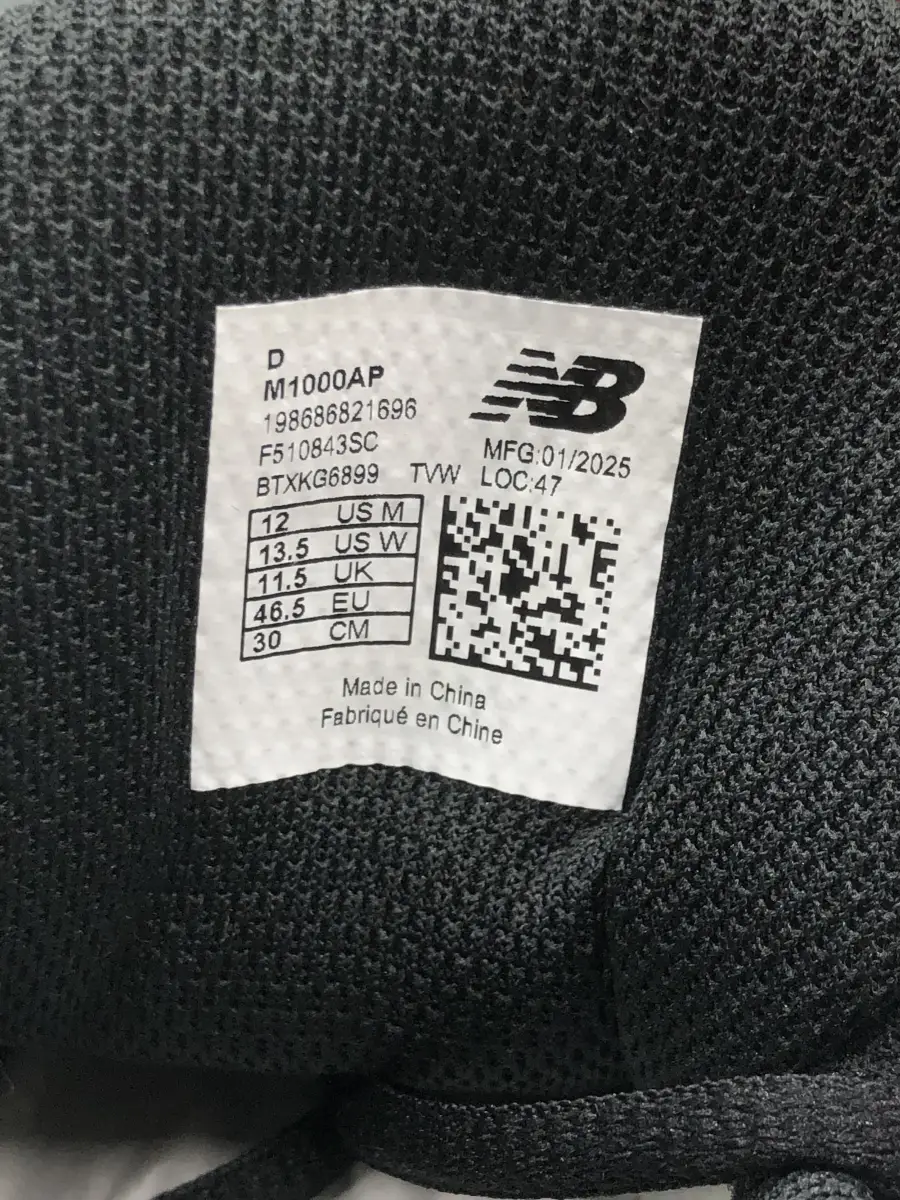 D
M1000AP
198686821696
F510843SC
BTXKG6899 TVW
NB
MFG:01/2025
LOC:47
12 US M
13.5 US W
11.5 UK
46.5 EU
30 CM
Made in China
Fabriqué en Chine